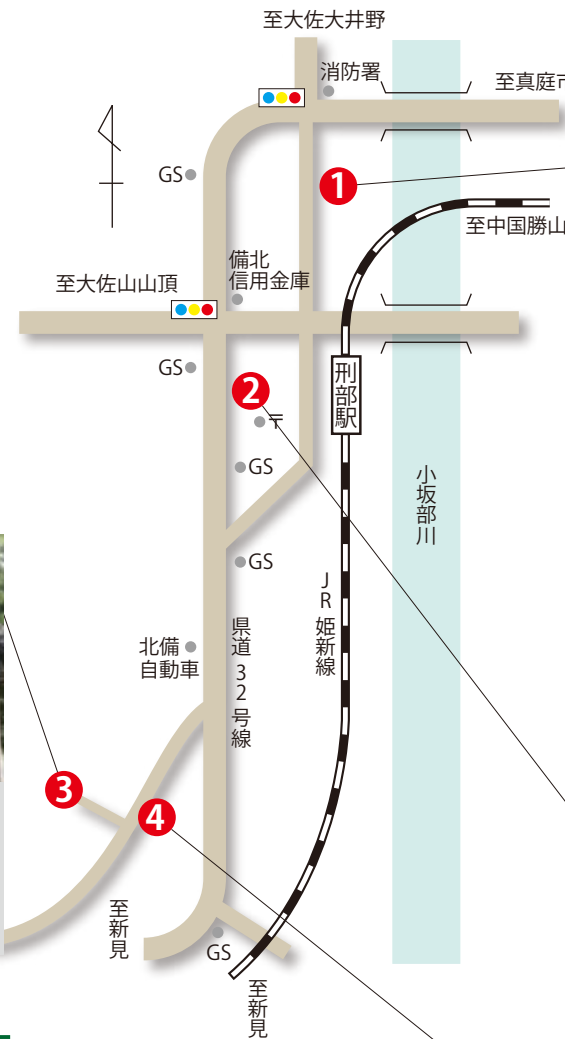 至大佐大井野
消防署
至真庭市
GS
1
至中国勝山
備北
信用金庫
至大佐山山頂
GS
刑部駅
2
〒
GS
小坂部川
GS
JR姫新線
県道32号線
北備
自動車
3
4
至新見
GS
至新見